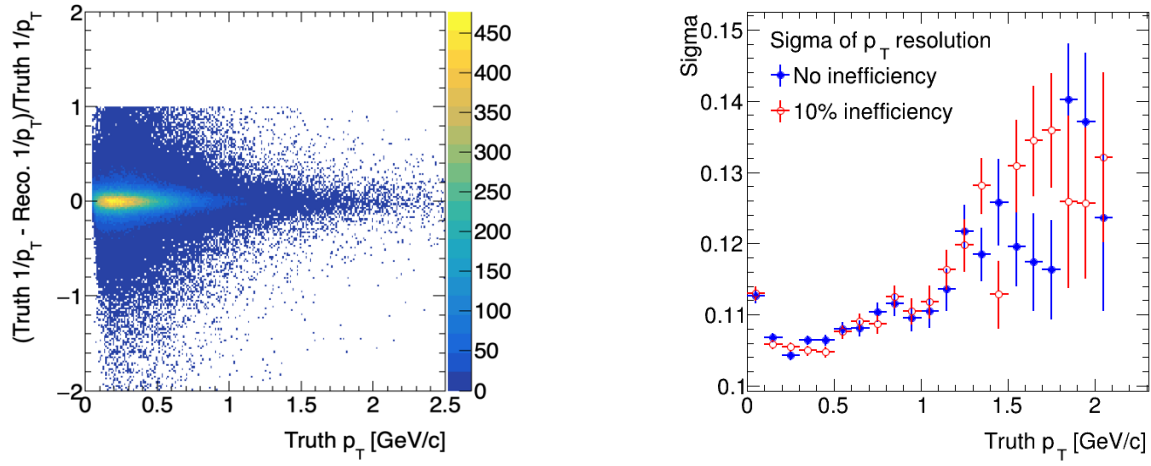 (Truth 1/p_T - Reco. 1/p_T)/Truth 1/p_T
2
1
0
−1
−2
0 0.5 1 1.5 2 2.5
Truth p_T [GeV/c]
450
400
350
300
250
200
150
100
50
0
Sigma
0.15
0.14
0.13
0.12
0.11
0.1
Sigma of p_T resolution
No inefficiency
10% inefficiency
0 0.5 1 1.5 2
Truth p_T [GeV/c]